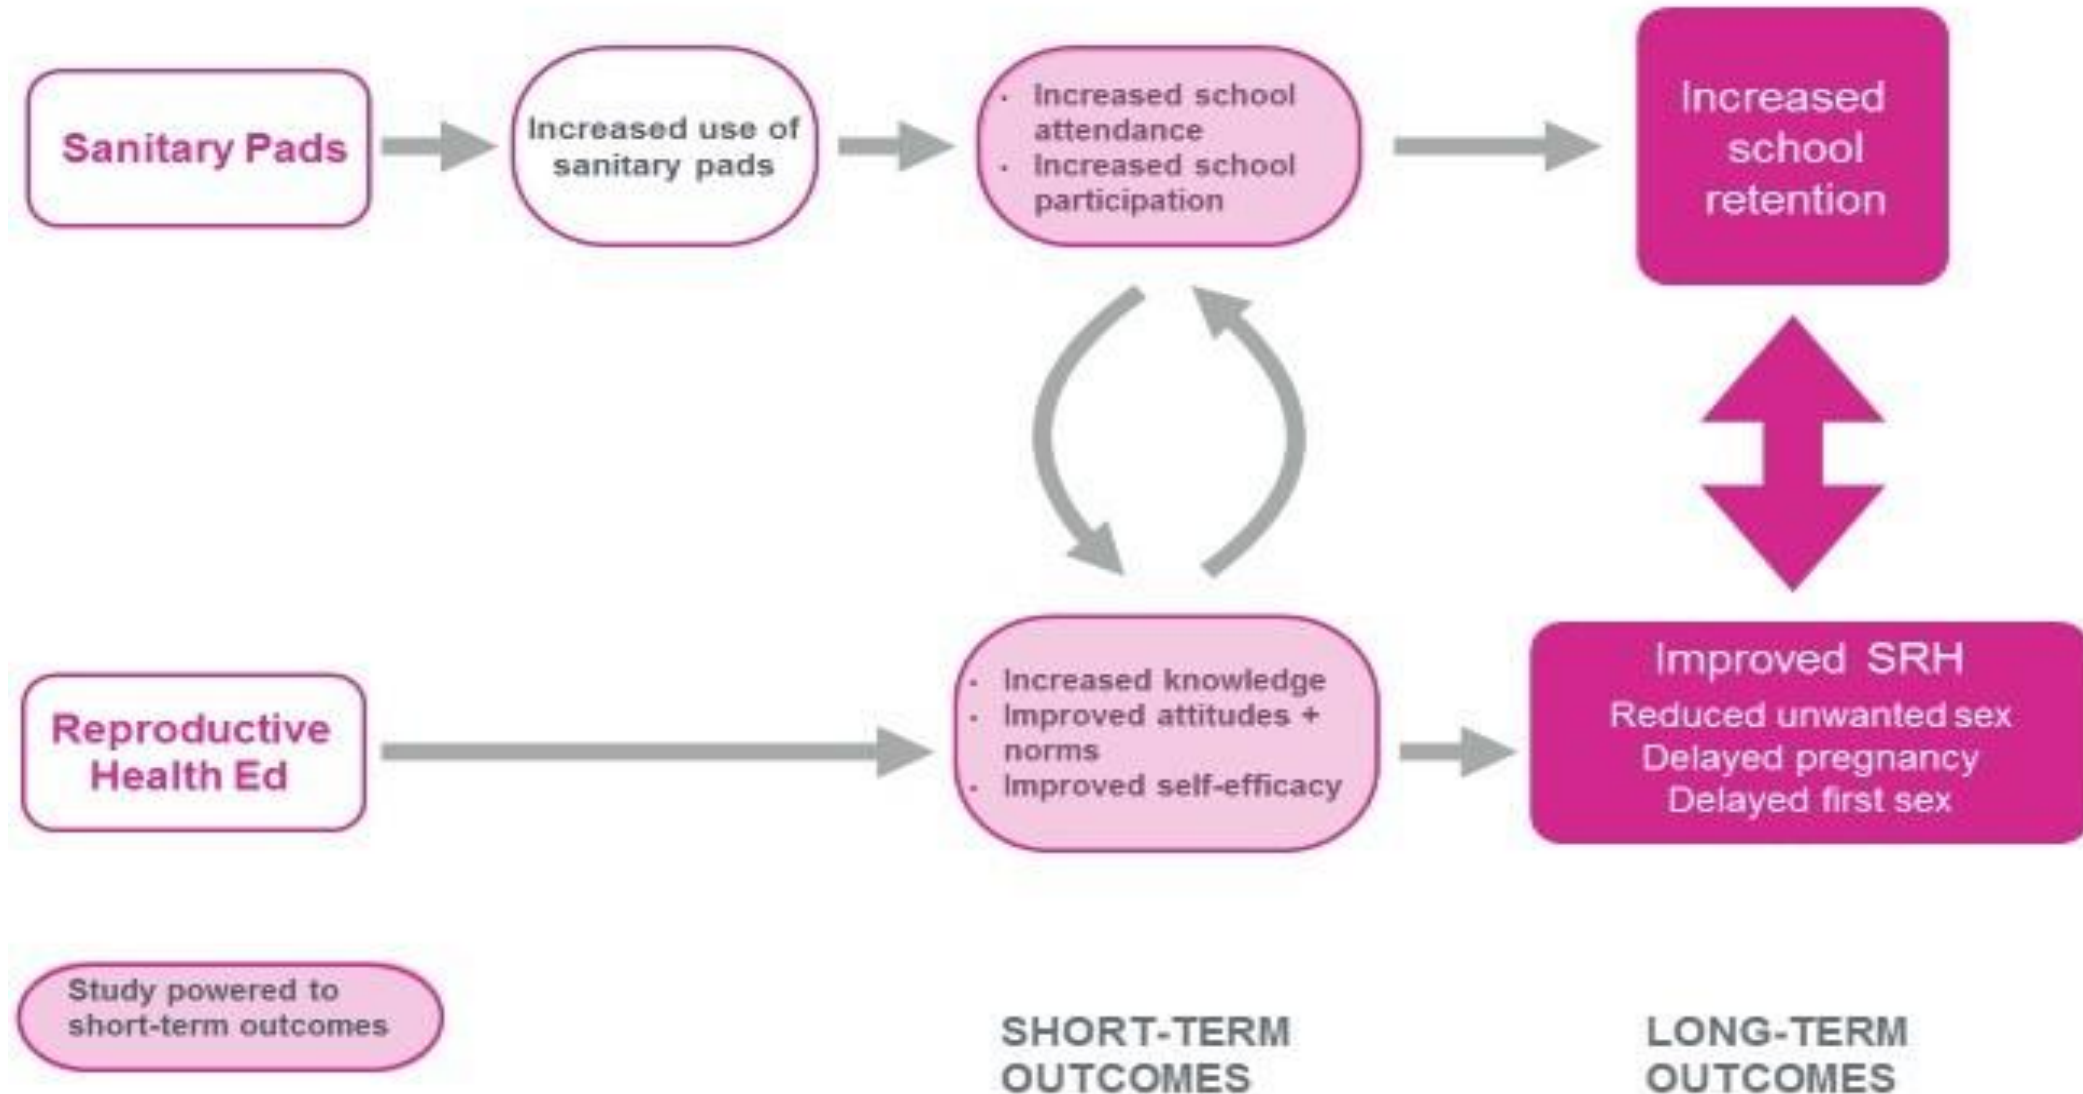 Sanitary Pads
Increased use of
sanitary pads
· Increased school
attendance
· Increased school
participation
Increased
school
retention
Reproductive
Health Ed
· Increased knowledge
· Improved attitudes +
norms
· Improved self-efficacy
Improved SRH
Reduced unwanted sex
Delayed pregnancy
Delayed first sex
Study powered to
short-term outcomes
SHORT-TERM
OUTCOMES
LONG-TERM
OUTCOMES